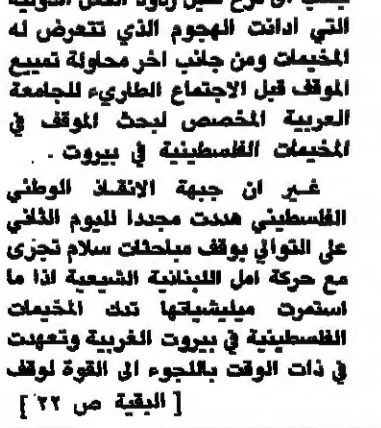 التي ادانت الهجوم الذي تتعرض له
المخيمات ومن جانب اخر محاولة تمييع
الموقف قبل الاجتماع الطاريء للجامعة
العربية المخصص لبحث الموقف في
المخيمات الفلسطينية في بيروت .
غير ان جبهة الانقاذ الوطني
الفلسطيني هددت مجددا لليوم الثاني
على التوالي بوقف مباحثات سلام تجرى
مع حركة امل اللبنانية الشيعية اذا ما
استمرت ميليشياتها تدك المخيمات
الفلسطينية في بيروت الغربية وتعهدت
في ذات الوقت باللجوء الى القوة لوقف
[ البقية ص ٢٢ ]